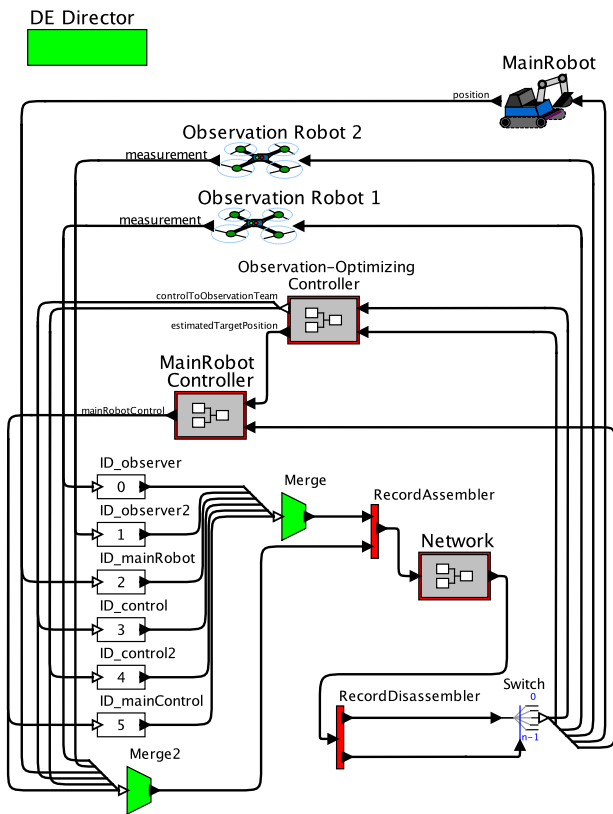 DE Director
MainRobot
position
Observation Robot 2
measurement
Observation Robot 1
measurement
Observation-Optimizing
Controller
controlToObservationTeam
estimatedTargetPosition
MainRobot
Controller
mainRobotControl
ID_observer
0
Merge
ID_observer2
1
RecordAssembler
ID_mainRobot
2
Network
ID_control
3
ID_control2
4
ID_mainControl
5
RecordDisassembler
Switch
0
n-1
Merge2